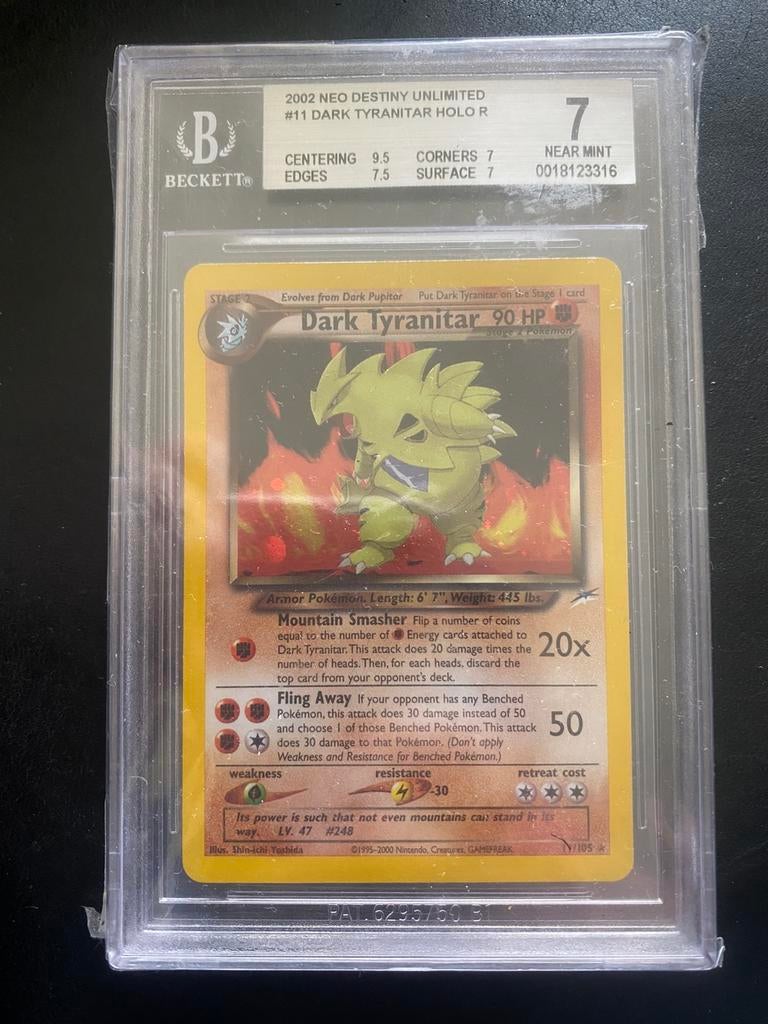 2002 NEO DESTINY UNLIMITED
#11 DARK TYRANITAR HOLO R
7
CENTERING 9.5 CORNERS 7
NEAR MINT
EDGES 7.5 SURFACE 7
0018123316
B
BECKETT®
STAGE 2 Evolves from Dark Pupitar Put Dark Tyranitar on the Stage 1 card
Dark Tyranitar 90 HP
Stage 2 Pokémon
Armor Pokémon. Length: 6' 7", Weight: 445 lbs.
Mountain Smasher Flip a number of coins
equal to the number of Energy cards attached to
Dark Tyranitar. This attack does 20 damage times the
number of heads. Then, for each heads, discard the
top card from your opponent's deck.
20x
Fling Away If your opponent has any Benched
Pokémon, this attack does 30 damage instead of 50
and choose 1 of those Benched Pokémon. This attack
does 30 damage to that Pokémon. (Don't apply
Weakness and Resistance for Benched Pokémon.)
50
weakness resistance retreat cost
-30
Its power is such that not even mountains can stand in its
way. LV. 47 #248
Illus. Shin-ichi Yoshida ©1995-2000 Nintendo, Creatures, GAMEFREAK. 11/105 ★
PAT.6293750 B1